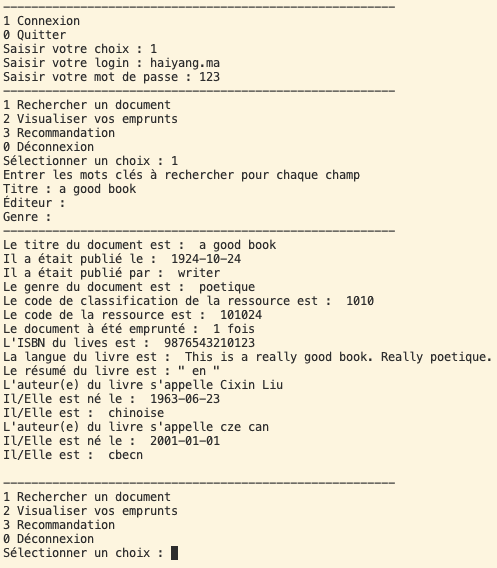 1 Connexion
0 Quitter
Saisir votre choix : 1
Saisir votre login : haiyang.ma
Saisir votre mot de passe : 123
1 Rechercher un document
2 Visualiser vos emprunts
3 Recommandation
0 Déconnexion
Sélectionner un choix : 1
Entrer les mots clés à rechercher pour chaque champ
Titre : a good book
Éditeur :
Genre :
Le titre du document est :  a good book
Il a était publié le :  1924-10-24
Il a était publié par :  writer
Le genre du document est :  poetique
Le code de classification de la ressource est :  1010
Le code de la ressource est :  101024
Le document à été emprunté :  1 fois
L'ISBN du lives est :  9876543210123
La langue du livre est :  This is a really good book. Really poetique.
Le résumé du livre est : " en "
L'auteur(e) du livre s'appelle Cixin Liu
Il/Elle est né le :  1963-06-23
Il/Elle est :  chinoise
L'auteur(e) du livre s'appelle cze can
Il/Elle est né le :  2001-01-01
Il/Elle est :  cbecn
1 Rechercher un document
2 Visualiser vos emprunts
3 Recommandation
0 Déconnexion
Sélectionner un choix :